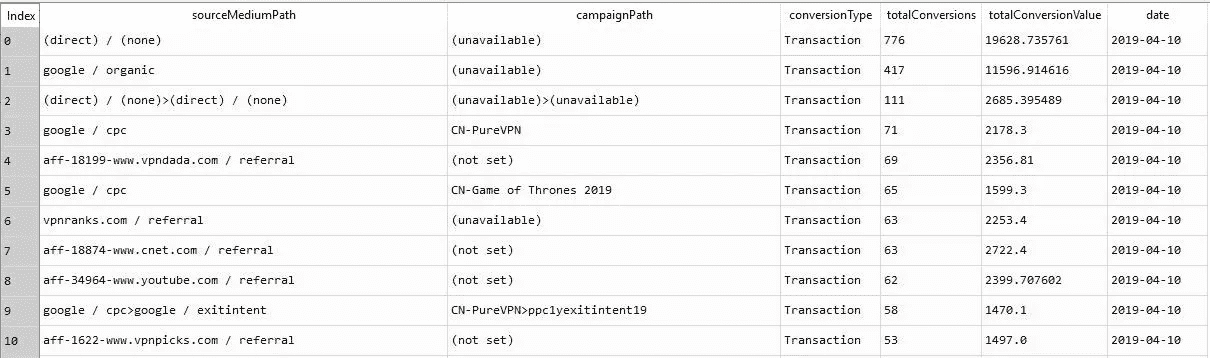 Index sourceMediumPath campaignPath conversionType totalConversions totalConversionValue date
0 (direct) / (none) (unavailable) Transaction 776 19628.735761 2019-04-10
1 google / organic (unavailable) Transaction 417 11596.914616 2019-04-10
2 (direct) / (none)>(direct) / (none) (unavailable)>(unavailable) Transaction 111 2685.395489 2019-04-10
3 google / cpc CN-PureVPN Transaction 71 2178.3 2019-04-10
4 aff-18199-www.vpndada.com / referral (not set) Transaction 69 2356.81 2019-04-10
5 google / cpc CN-Game of Thrones 2019 Transaction 65 1599.3 2019-04-10
6 vpnranks.com / referral (unavailable) Transaction 63 2253.4 2019-04-10
7 aff-18874-www.cnet.com / referral (not set) Transaction 63 2722.4 2019-04-10
8 aff-34964-www.youtube.com / referral (not set) Transaction 62 2399.707602 2019-04-10
9 google / cpc>google / exitintent CN-PureVPN>ppc1yexitintent19 Transaction 58 1470.1 2019-04-10
10 aff-1622-www.vpnpicks.com / referral (not set) Transaction 53 1497.0 2019-04-10